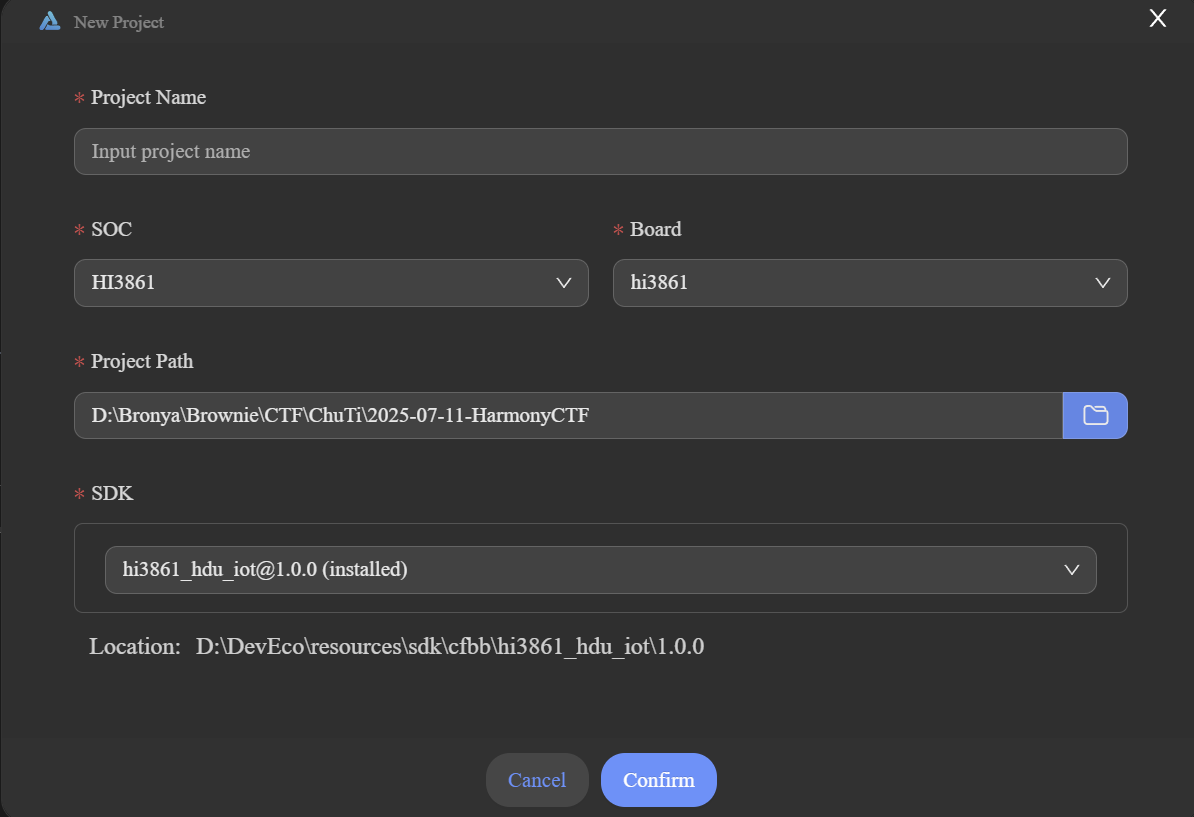 New Project
* Project Name
Input project name
* SOC
* Board
HI3861
hi3861
* Project Path
D:\Bronya\Brownie\CTF\ChuTi\2025-07-11-HarmonyCTF
* SDK
hi3861_hdu_iot@1.0.0 (installed)
Location: D:\DevEco\resources\sdk\cfbb\hi3861_hdu_iot\1.0.0
Cancel
Confirm